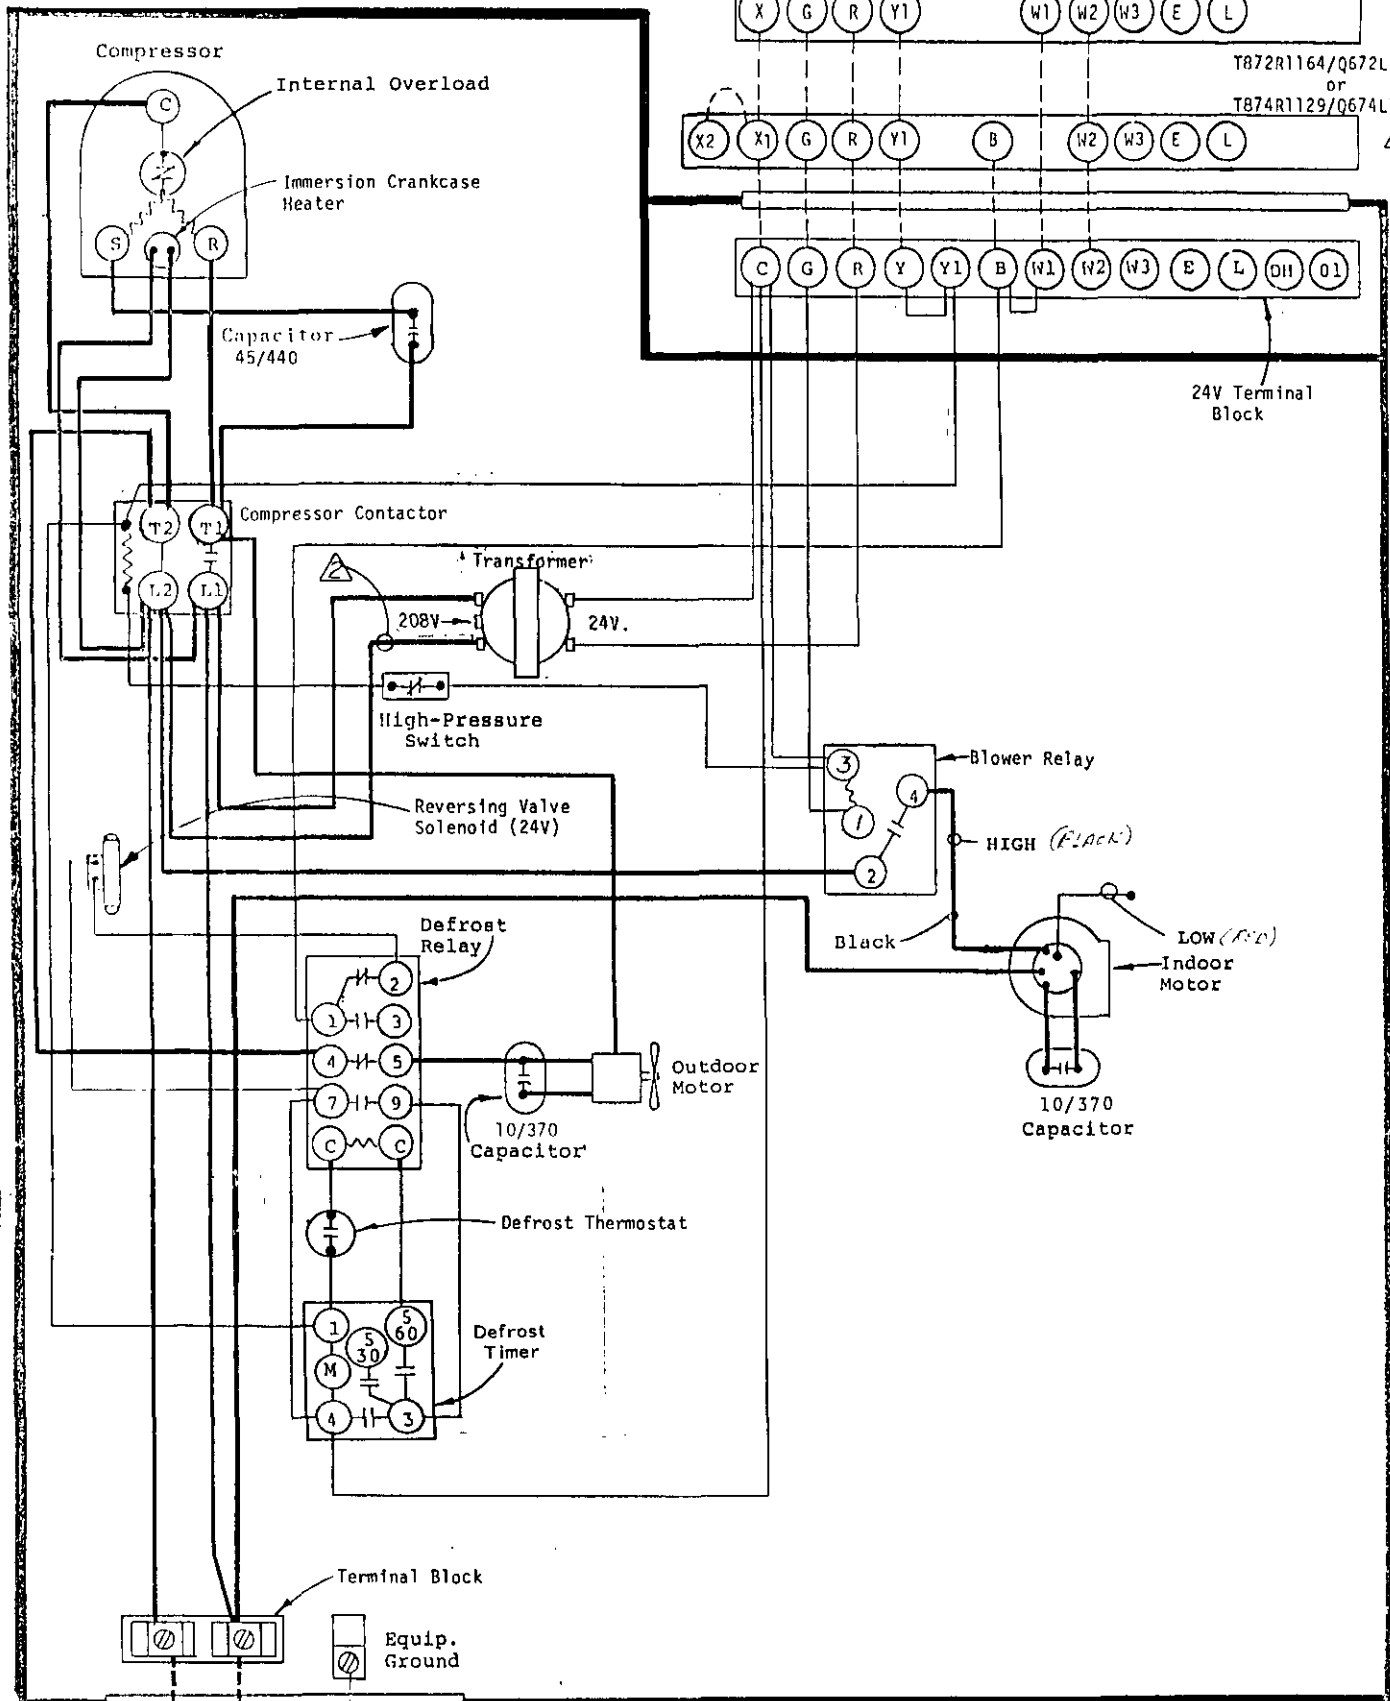 X G R Y1 W1 W2 W3 E L
T872R1164/Q672L
or
T874R1129/Q674L
X2 X1 G R Y1 B W2 W3 E L
4
C G R Y Y1 B W1 W2 W3 E L DH O1
24V Terminal
Block
Compressor
Internal Overload
C
Immersion Crankcase
Heater
S R
Capacitor
45/440
T2 T1
Compressor Contactor
L2 L1
2
Transformer
208V
24V.
High-Pressure
Switch
Reversing Valve
Solenoid (24V)
Blower Relay
3
4
1
2
HIGH (BLACK)
Black
LOW (RED)
Indoor
Motor
10/370
Capacitor
Defrost
Relay
2
1 3
4 5
7 9
C C
Outdoor
Motor
10/370
Capacitor
Defrost Thermostat
1
5
30
5
60
M
4 3
Defrost
Timer
Terminal Block
Equip.
Ground